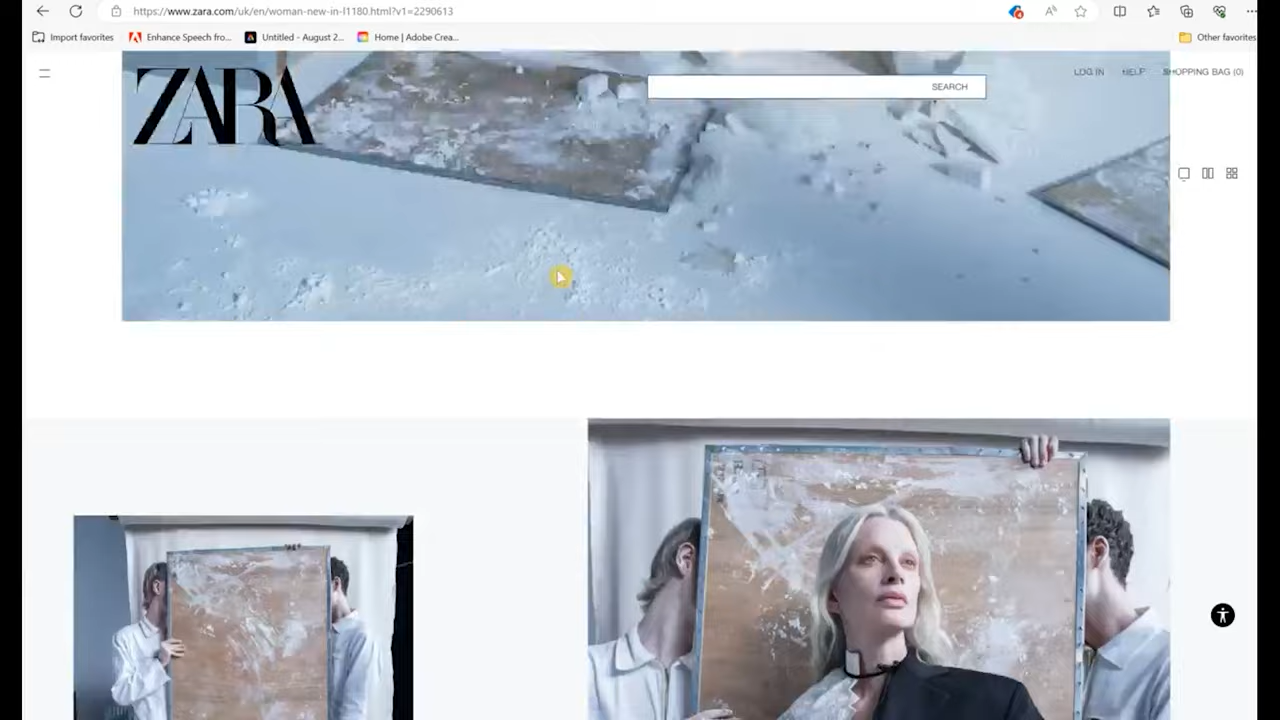 https://www.zara.com/uk/en/woman-new-in-l1180.html?v1=2290613
Import favorites
Enhance Speech fro...
Untitled - August 2...
Home | Adobe Crea...
Other favorites
ZARA
SEARCH
LOG IN
HELP
SHOPPING BAG (0)